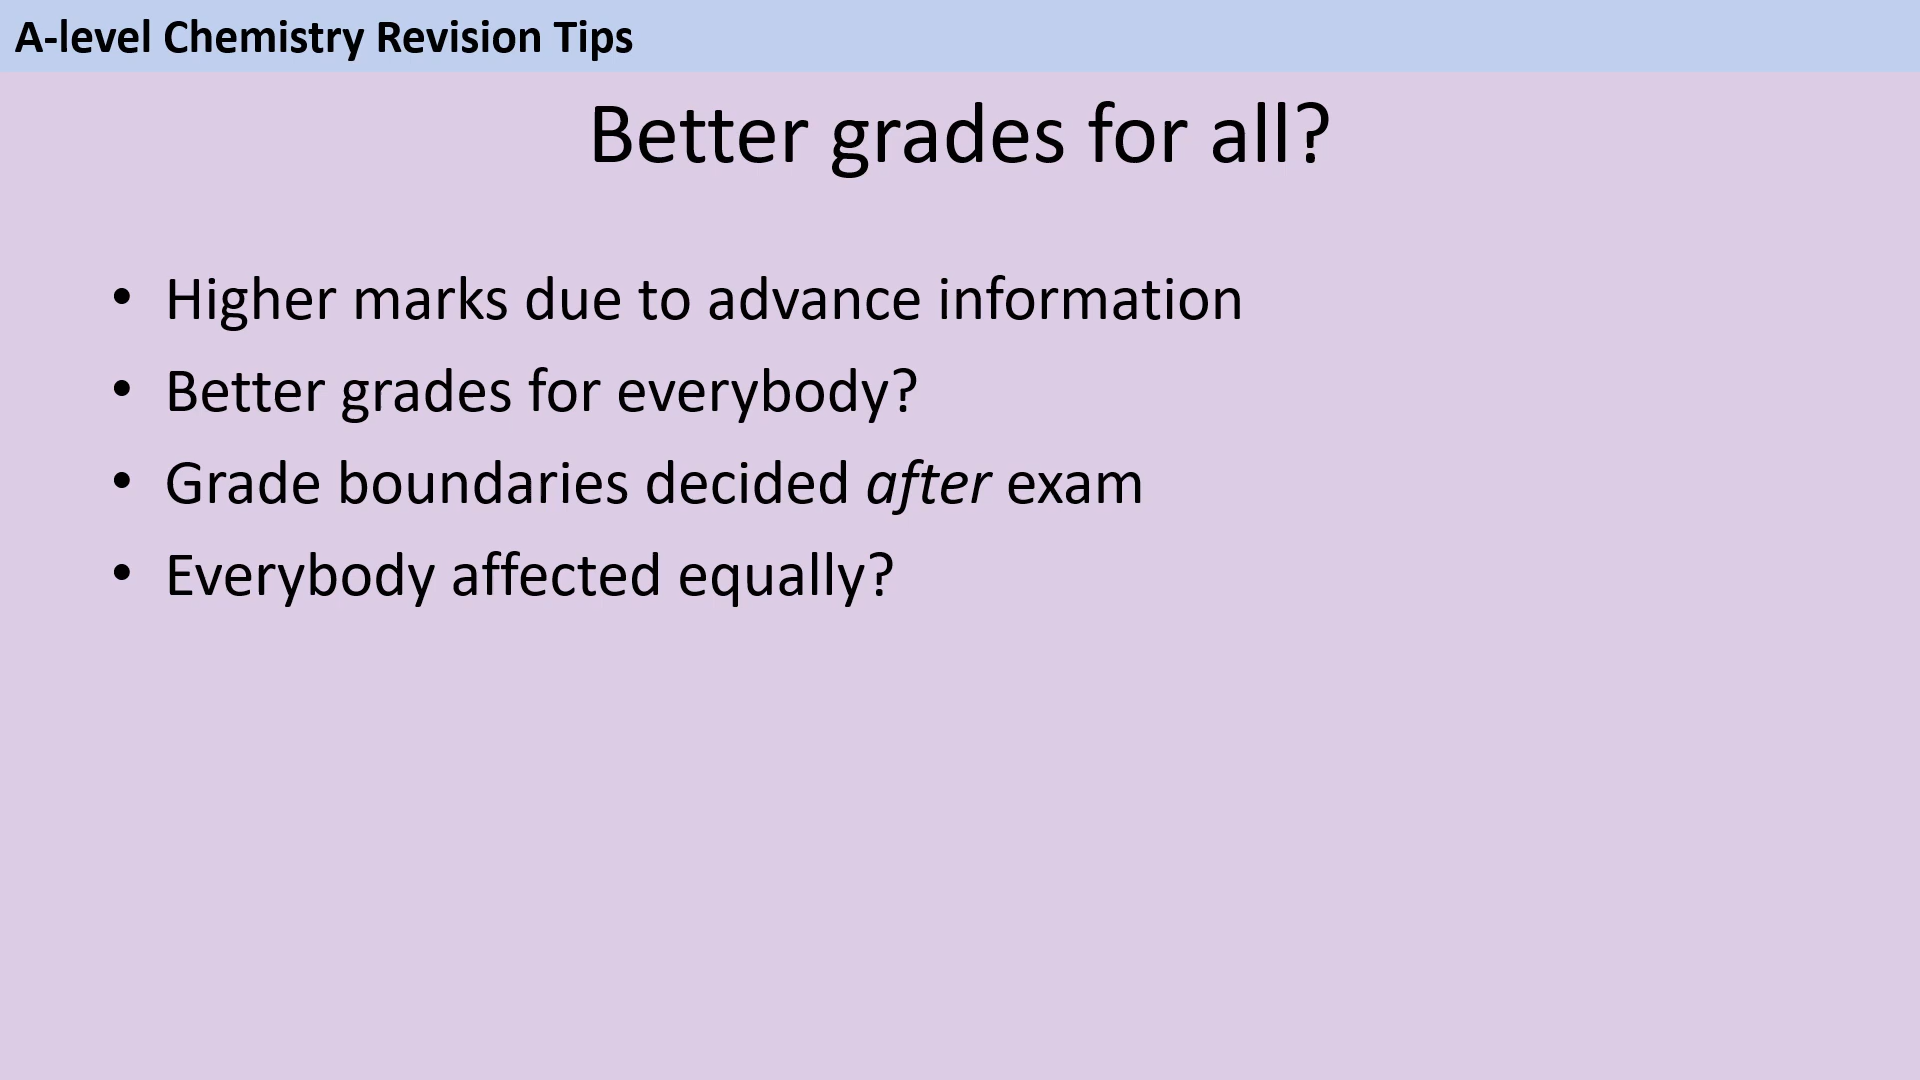 A-level Chemistry Revision Tips
Better grades for all?
• Higher marks due to advance information
• Better grades for everybody?
• Grade boundaries decided after exam
• Everybody affected equally?